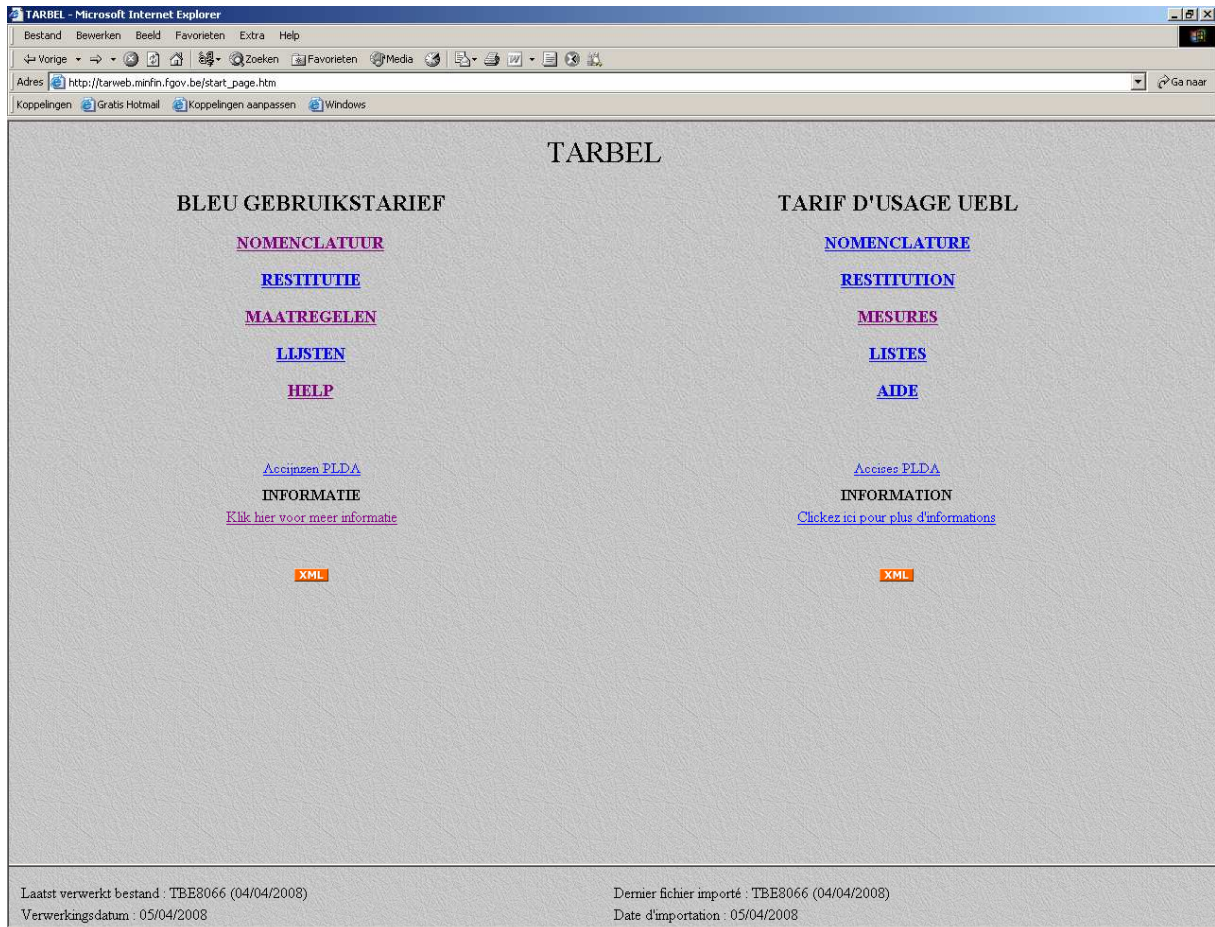 TARBEL - Microsoft Internet Explorer
Bestand Bewerken Beeld Favorieten Extra Help
Vorige Zoeken Favorieten Media
Adres http://tarweb.minfin.fgov.be/start_page.htm Ga naar
Koppelingen Gratis Hotmail Koppelingen aanpassen Windows
TARBEL
BLEU GEBRUIKSTARIEF
NOMENCLATUUR
RESTITUTIE
MAATREGELEN
LIJSTEN
HELP
Accijnzen PLDA
INFORMATIE
Klik hier voor meer informatie
XML
TARIF D'USAGE UEBL
NOMENCLATURE
RESTITUTION
MESURES
LISTES
AIDE
Accises PLDA
INFORMATION
Clickez ici pour plus d'informations
XML
Laatst verwerkt bestand : TBE8066 (04/04/2008)
Verwerkingsdatum : 05/04/2008
Dernier fichier importé : TBE8066 (04/04/2008)
Date d'importation : 05/04/2008